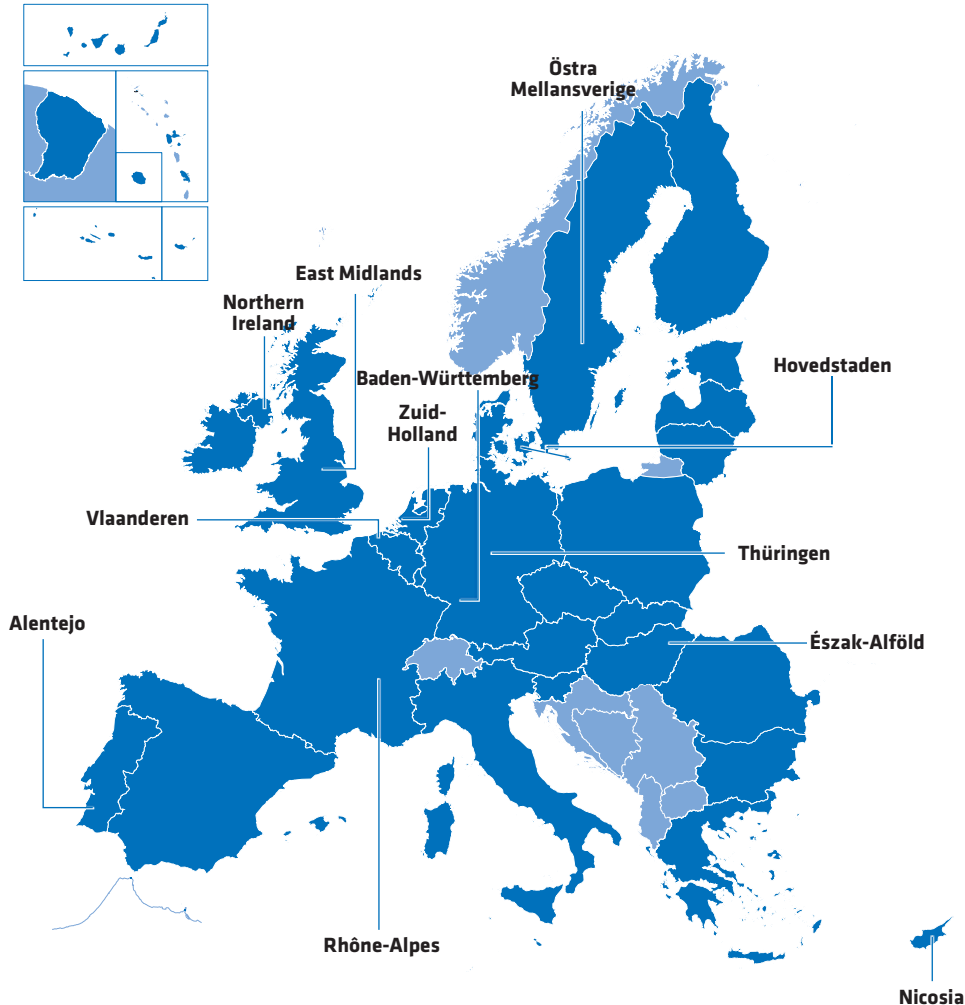 Östra
Mellansverige
East Midlands
Northern
Ireland
Hovedstaden
Baden-Württemberg
Zuid-
Holland
Vlaanderen
Thüringen
Alentejo
Észak-Alföld
Rhône-Alpes
Nicosia